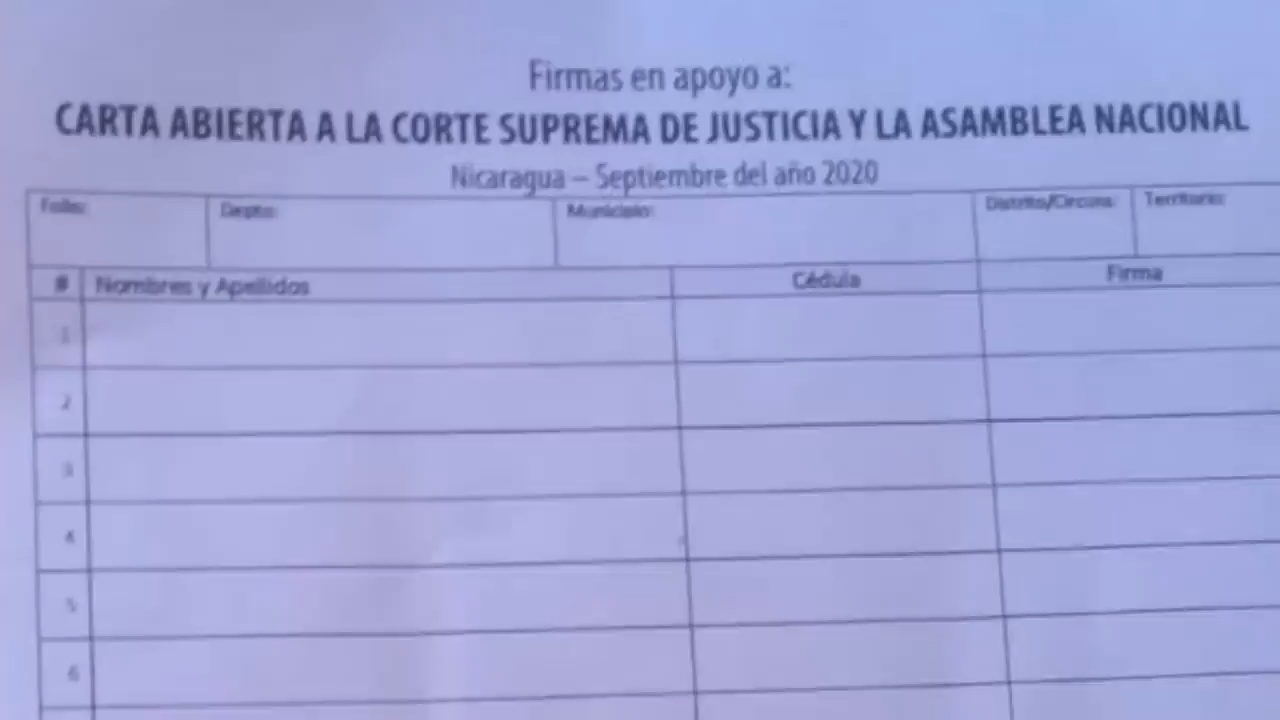 Firmas en apoyo a:
CARTA ABIERTA A LA CORTE SUPREMA DE JUSTICIA Y LA ASAMBLEA NACIONAL
Nicaragua – Septiembre del año 2020
Folio: Depto: Municipio: Distrito/Circuns: Territorio:
# Nombres y Apellidos Cédula Firma
1
2
3
4
5
6